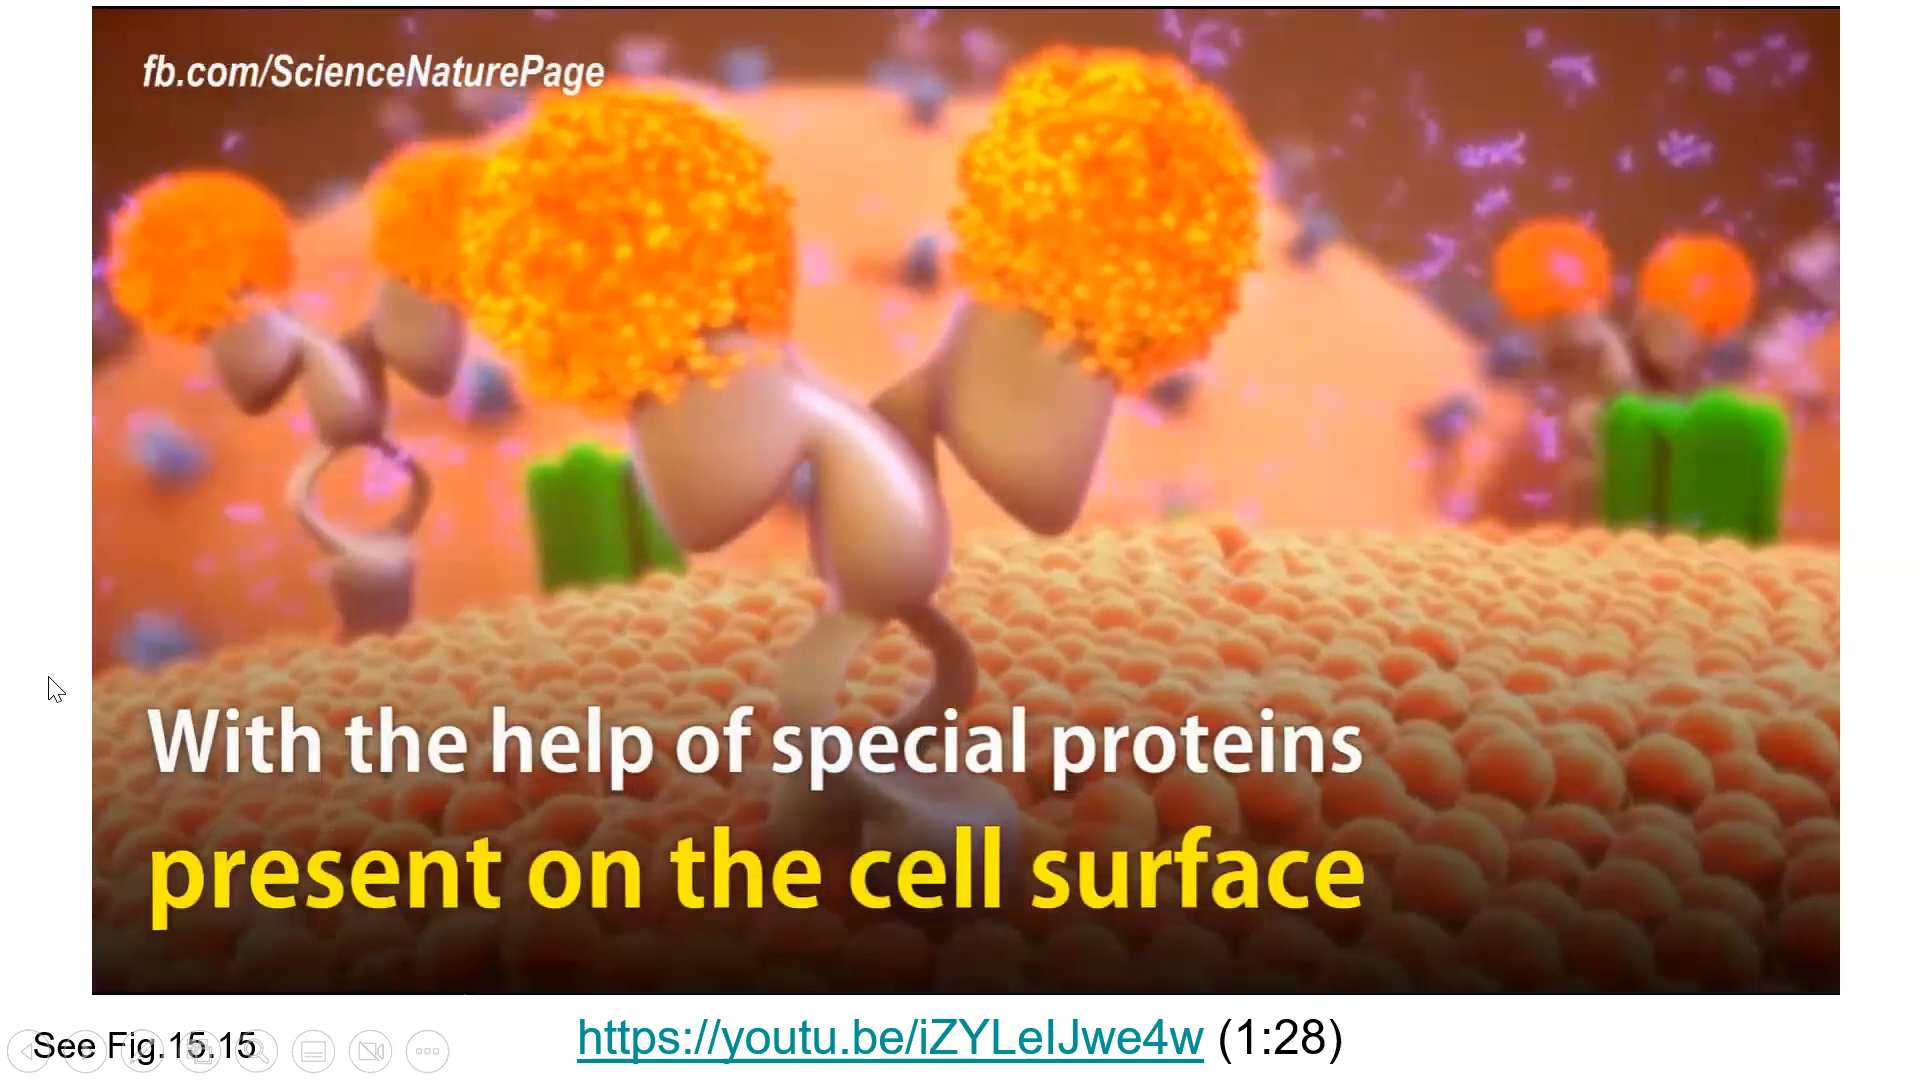 fb.com/ScienceNaturePage
With the help of special proteins
present on the cell surface
See Fig.15.15
https://youtu.be/iZYLeIJwe4w (1:28)